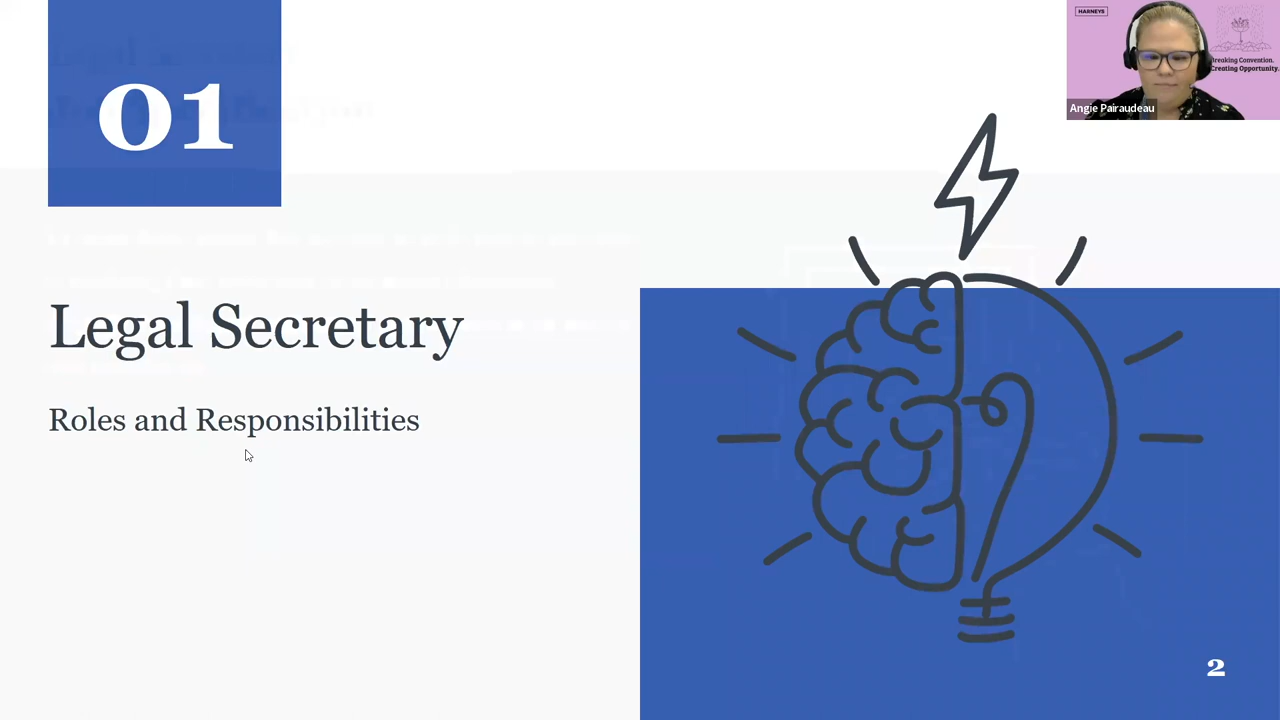 01
HARNEYS
Breaking Convention.
Creating Opportunity.
Angie Pairaudeau
Legal Secretary
Roles and Responsibilities
2